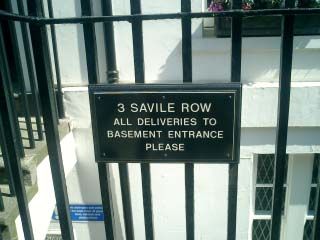 3 SAVILE ROW
ALL DELIVERIES TO
BASEMENT ENTRANCE
PLEASE